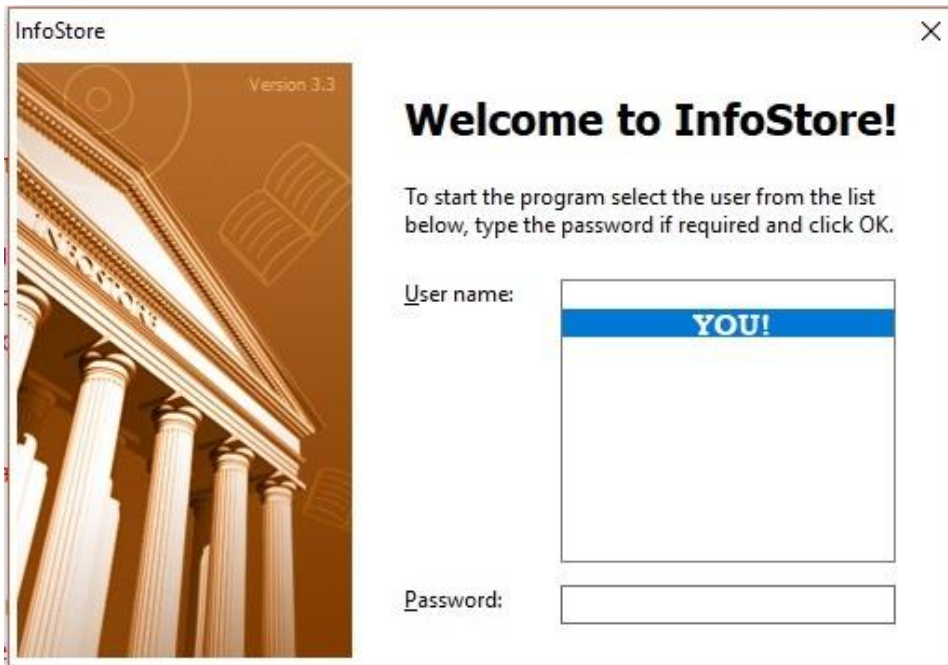 InfoStore
Version 3.3
INFOSTORE
Welcome to InfoStore!
To start the program select the user from the list
below, type the password if required and click OK.
User name:
YOU!
Password: